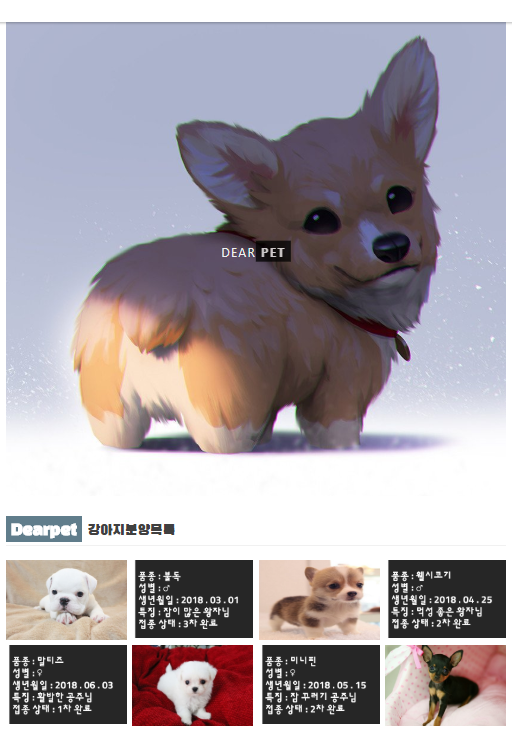 DEAR PET
Dearpet 강아지분양목록
품종 : 불독
성별 : ♂
생년월일 : 2018 . 03 . 01
특징 : 잠이 많은 왕자님
접종 상태 : 3차 완료
품종 : 웰시코기
성별 : ♂
생년월일 : 2018 . 04 . 25
특징 : 먹성 좋은 왕자님
접종 상태 : 2차 완료
품종 : 말티즈
성별 : ♀
생년월일 : 2018 . 06 . 03
특징 : 활발한 공주님
접종 상태 : 1차 완료
품종 : 미니핀
성별 : ♀
생년월일 : 2018 . 05 . 15
특징 : 잠꾸러기 공주님
접종 상태 : 2차 완료